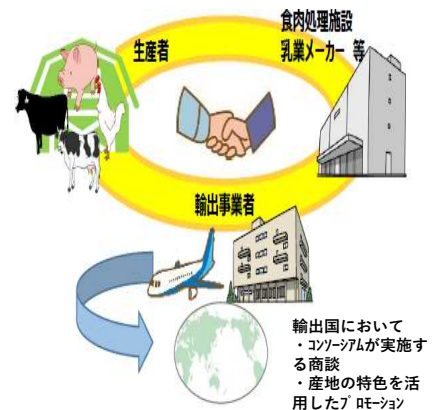 生産者
食肉処理施設
乳業メーカー 等
輸出事業者
輸出国において
・ｺﾝｿｰｼｱﾑが実施す
る商談
・産地の特色を活
用したﾌﾟﾛﾓｰｼｮﾝ